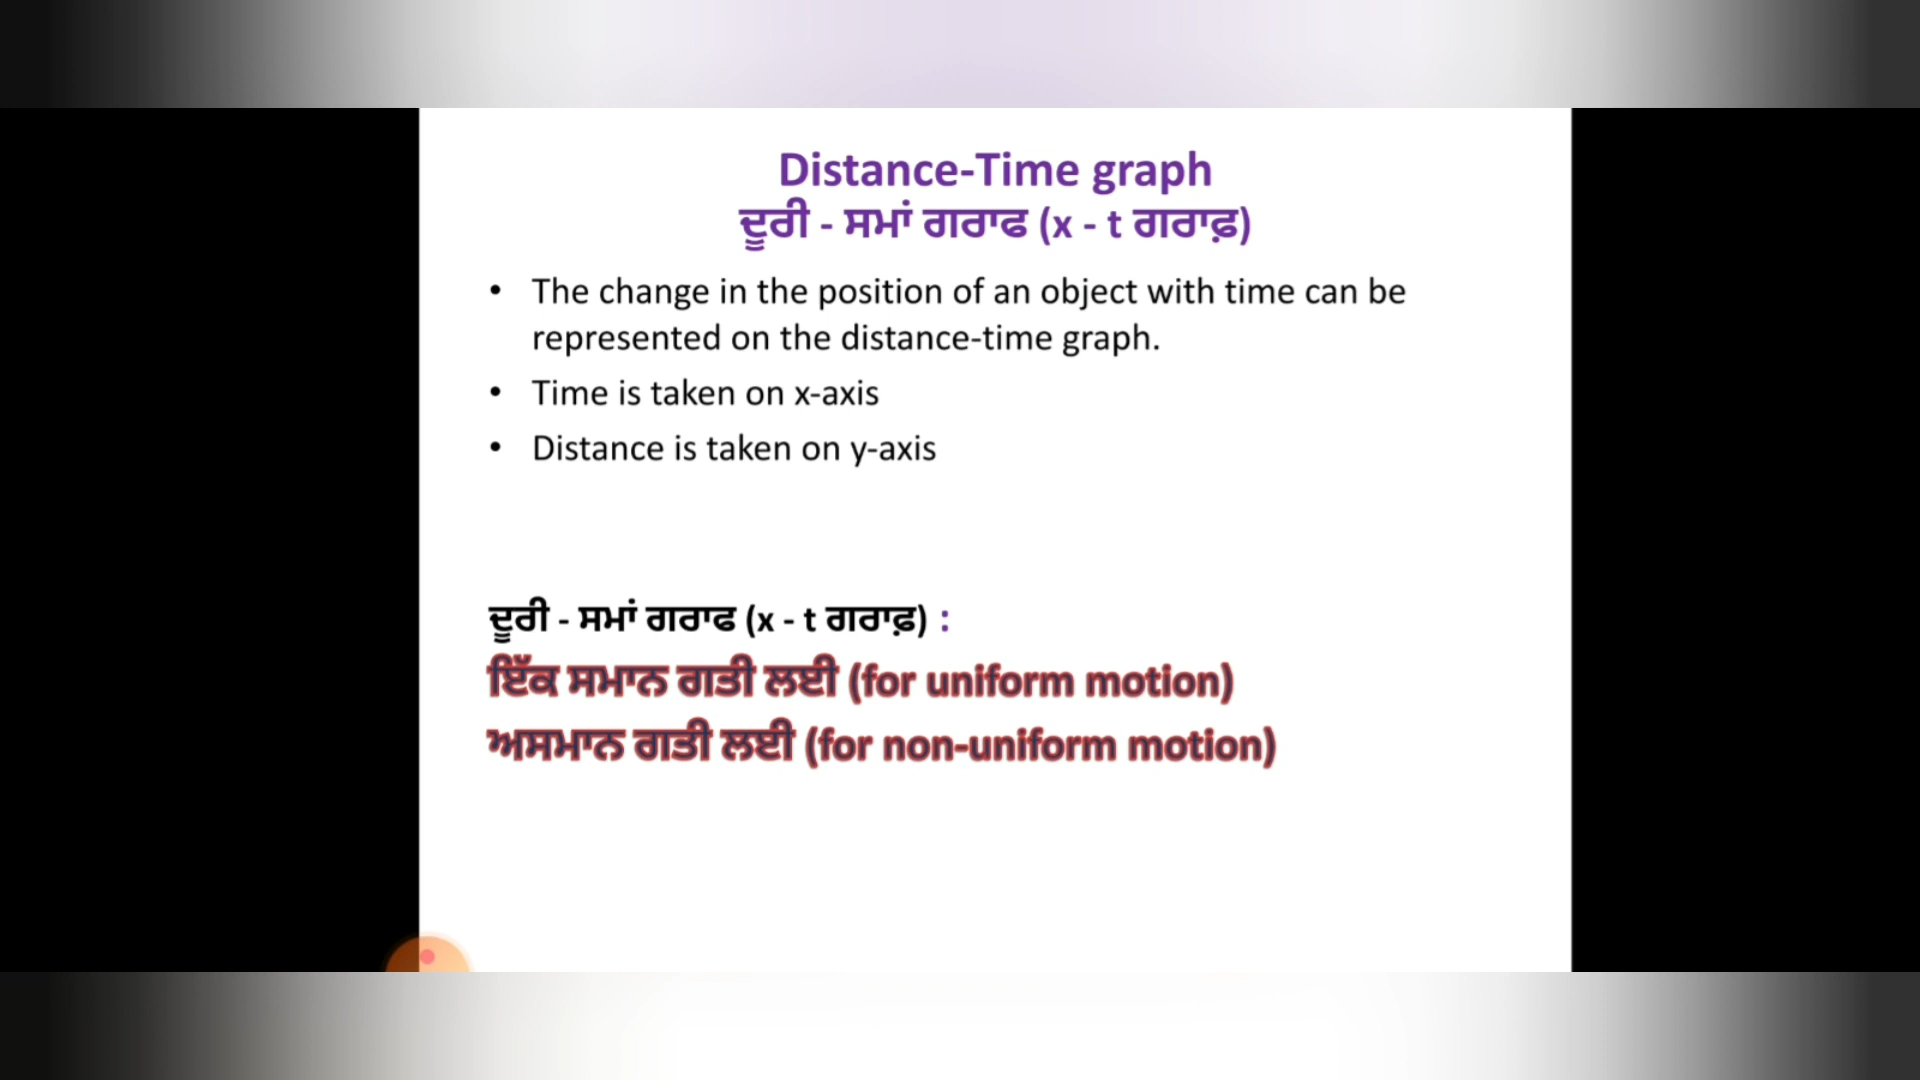 Distance-Time graph
ਦੂਰੀ - ਸਮਾਂ ਗਰਾਫ (x - t ਗਰਾਫ਼)
• The change in the position of an object with time can be
represented on the distance-time graph.
• Time is taken on x-axis
• Distance is taken on y-axis
ਦੂਰੀ - ਸਮਾਂ ਗਰਾਫ (x - t ਗਰਾਫ਼) :
ਇੱਕ ਸਮਾਨ ਗਤੀ ਲਈ (for uniform motion)
ਅਸਮਾਨ ਗਤੀ ਲਈ (for non-uniform motion)